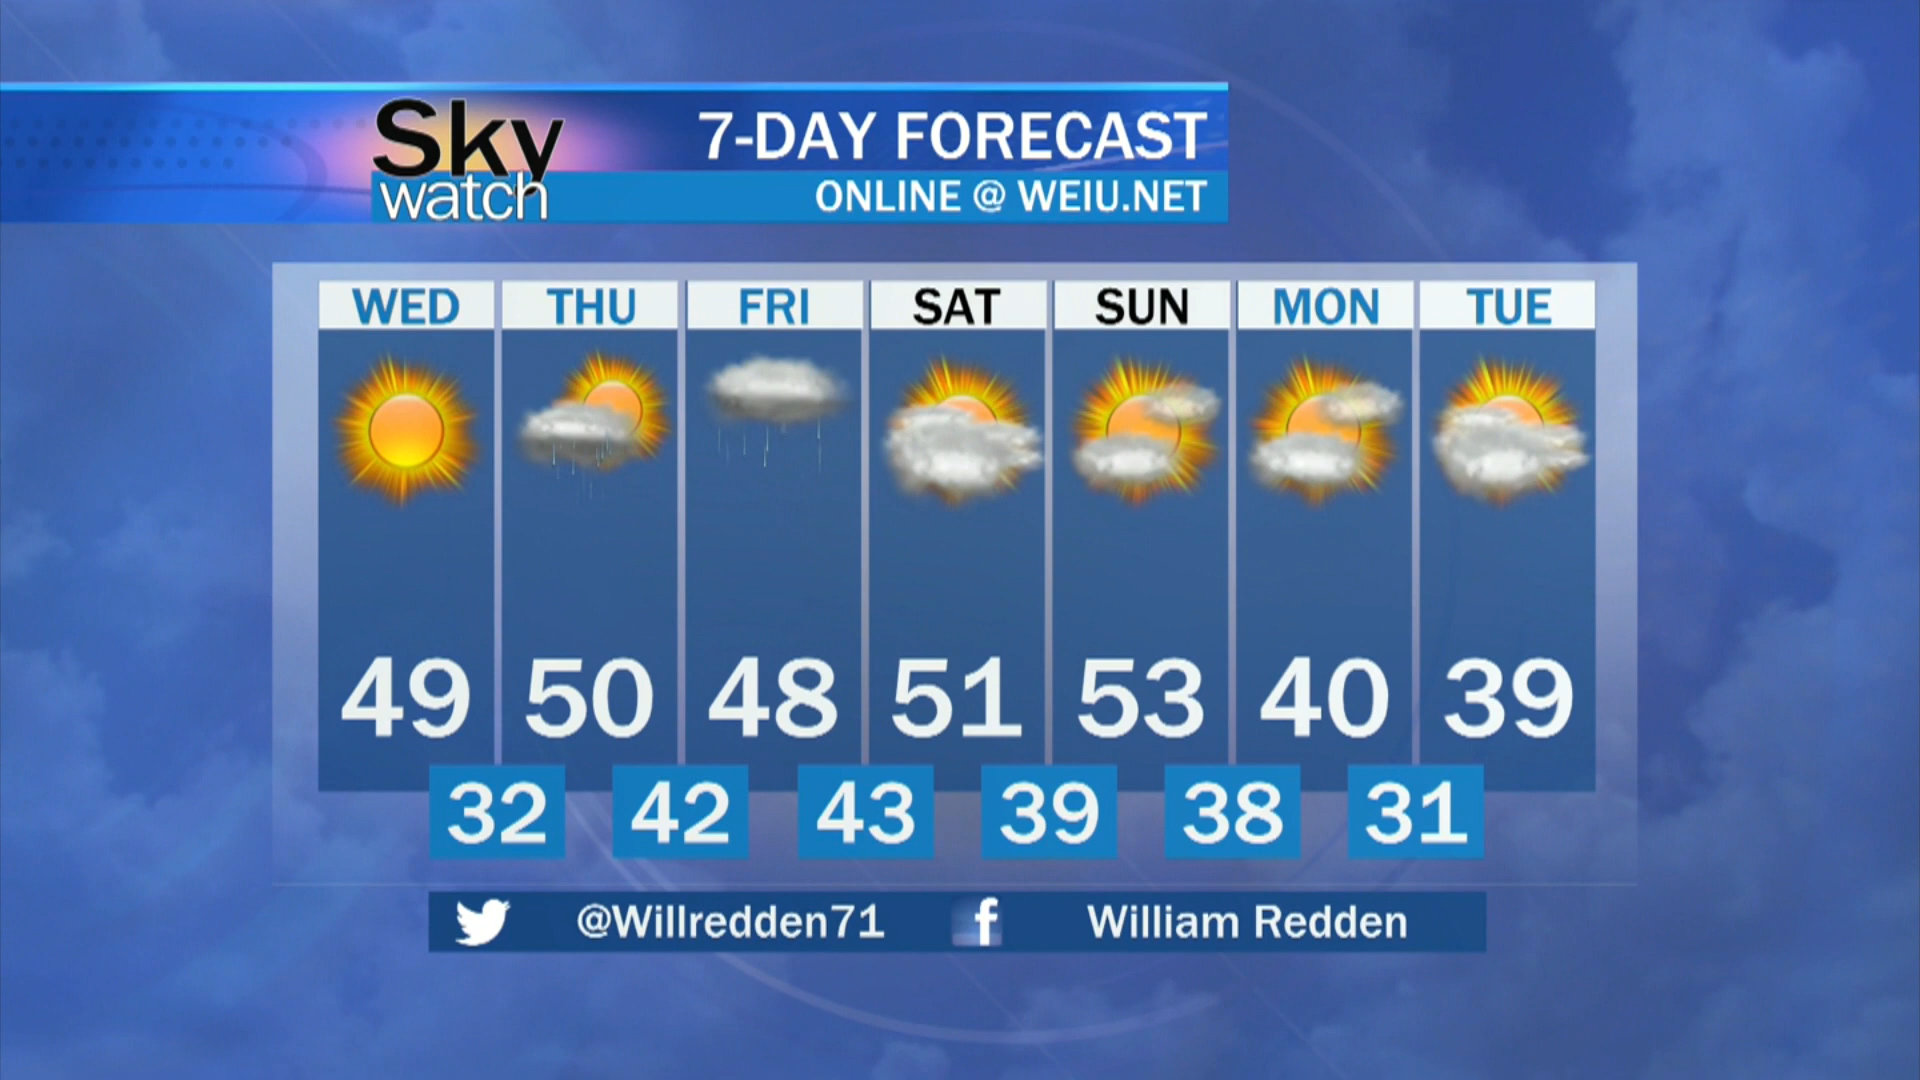 Sky
watch
7-DAY FORECAST
ONLINE @ WEIU.NET
WED THU FRI SAT SUN MON TUE
49 50 48 51 53 40 39
32 42 43 39 38 31
@Willredden71 f William Redden